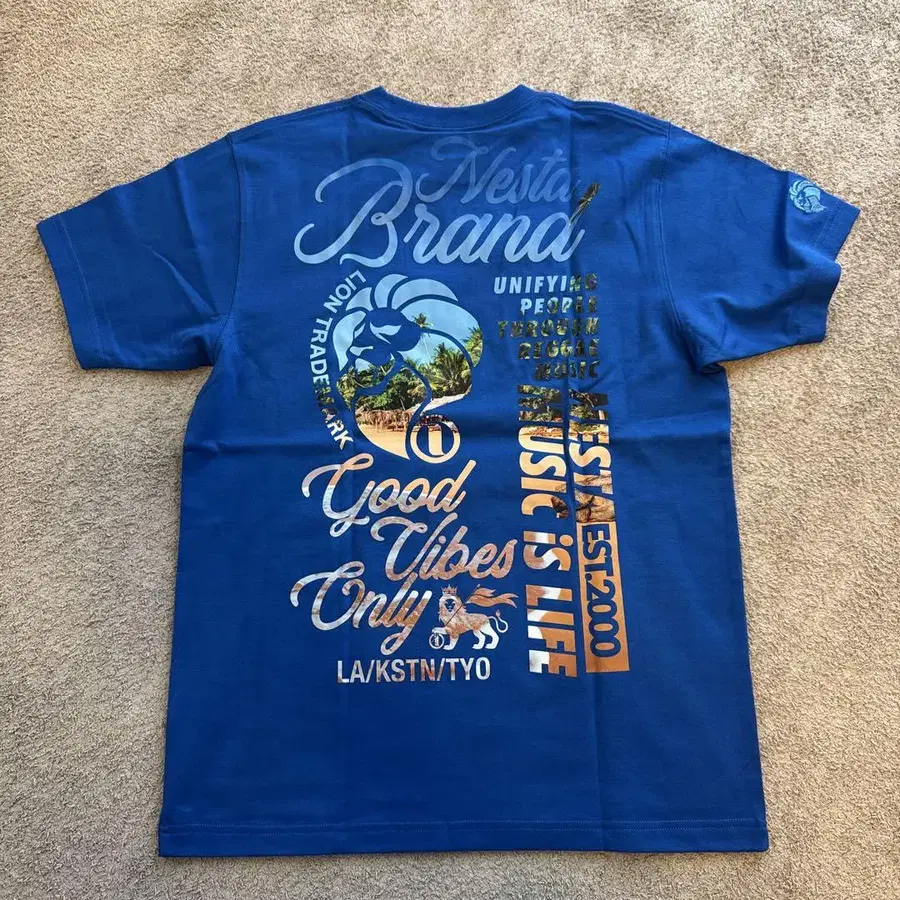 Nesta
Brand
LION TRADEMARK
UNIFYING
PEOPLE
THROUGH
REGGAE
MUSIC
NESTA EST.2000
MUSIC iS LIFE
Good
Vibes
Only
LA/KSTN/TYO